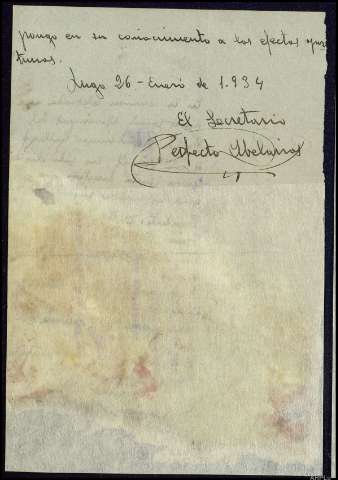 pongo en su conocimiento a los efectos opor
tunos.
Lugo 26 - Enero de 1.934
El Secretario
Perfecto Abelairas